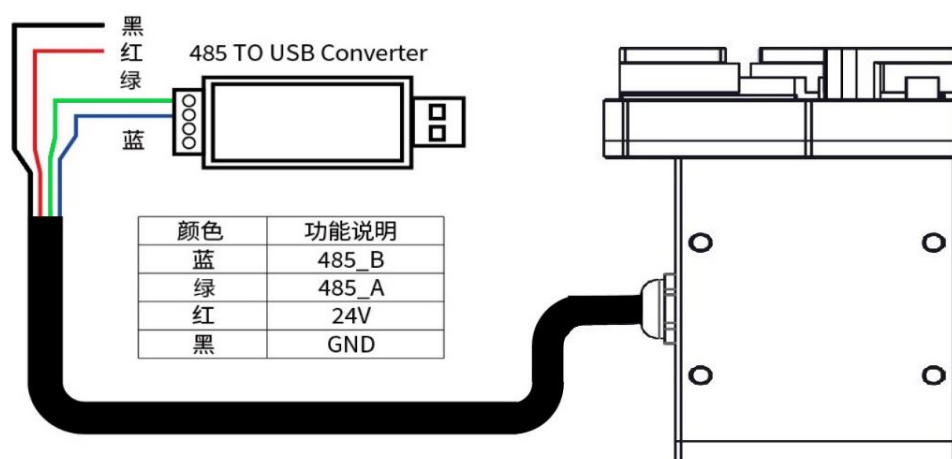 黑
红
485 TO USB Converter
绿
蓝
颜色 功能说明
蓝 485_B
绿 485_A
红 24V
黑 GND